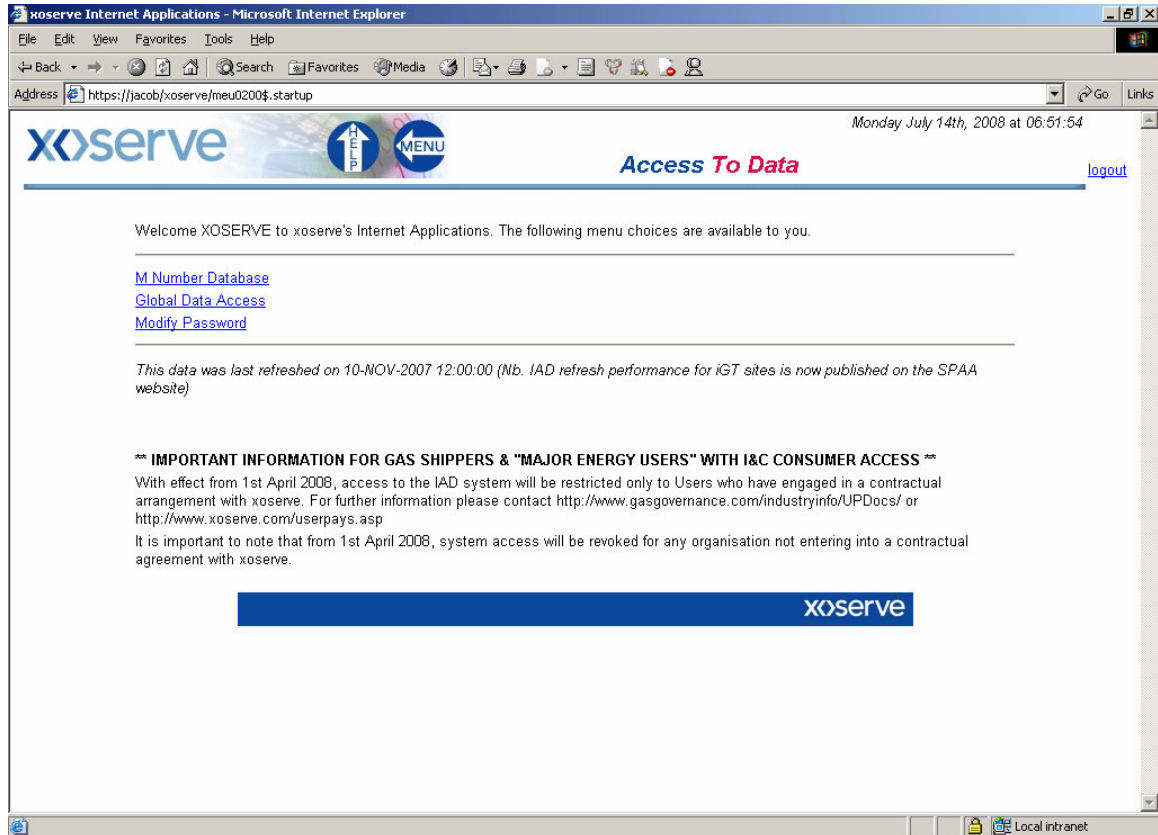 xoserve Internet Applications - Microsoft Internet Explorer
File Edit View Favorites Tools Help
Back Search Favorites Media
Address https://jacob/xoserve/meu0200$.startup Go Links
Monday July 14th, 2008 at 06:51:54
xoserve HELP MENU
Access To Data
logout
Welcome XOSERVE to xoserve's Internet Applications. The following menu choices are available to you.
M Number Database
Global Data Access
Modify Password
This data was last refreshed on 10-NOV-2007 12:00:00 (Nb. IAD refresh performance for iGT sites is now published on the SPAA
website)
** IMPORTANT INFORMATION FOR GAS SHIPPERS & "MAJOR ENERGY USERS" WITH I&C CONSUMER ACCESS **
With effect from 1st April 2008, access to the IAD system will be restricted only to Users who have engaged in a contractual
arrangement with xoserve. For further information please contact http://www.gasgovernance.com/industryinfo/UPDocs/ or
http://www.xoserve.com/userpays.asp
It is important to note that from 1st April 2008, system access will be revoked for any organisation not entering into a contractual
agreement with xoserve.
xoserve
Local intranet